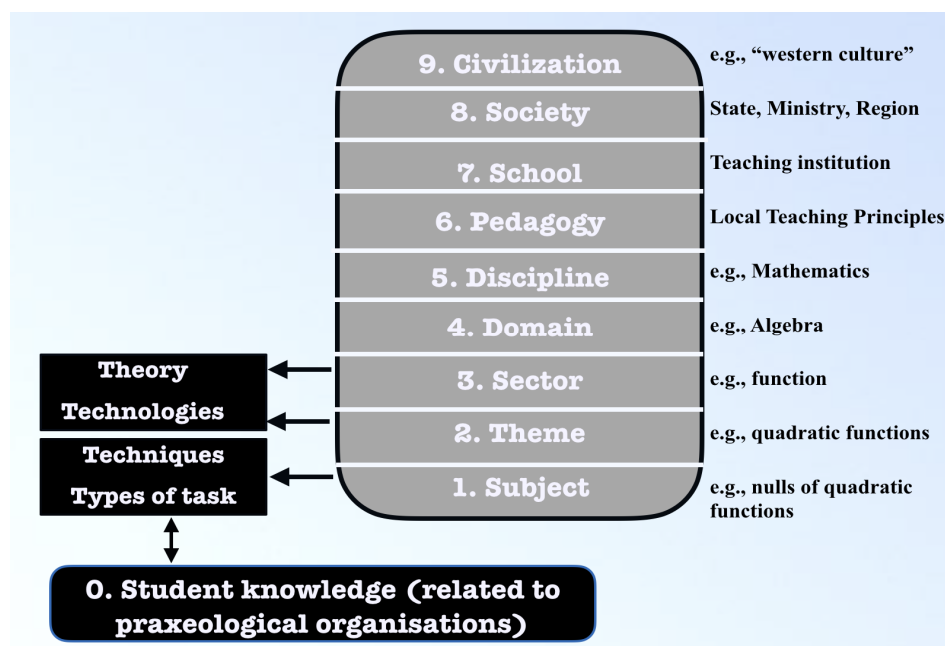 9. Civilization
e.g., “western culture”
8. Society
State, Ministry, Region
7. School
Teaching institution
6. Pedagogy
Local Teaching Principles
5. Discipline
e.g., Mathematics
4. Domain
e.g., Algebra
Theory
Technologies
3. Sector
e.g., function
2. Theme
e.g., quadratic functions
Techniques
Types of task
1. Subject
e.g., nulls of quadratic
functions
0. Student knowledge (related to
praxeological organisations)